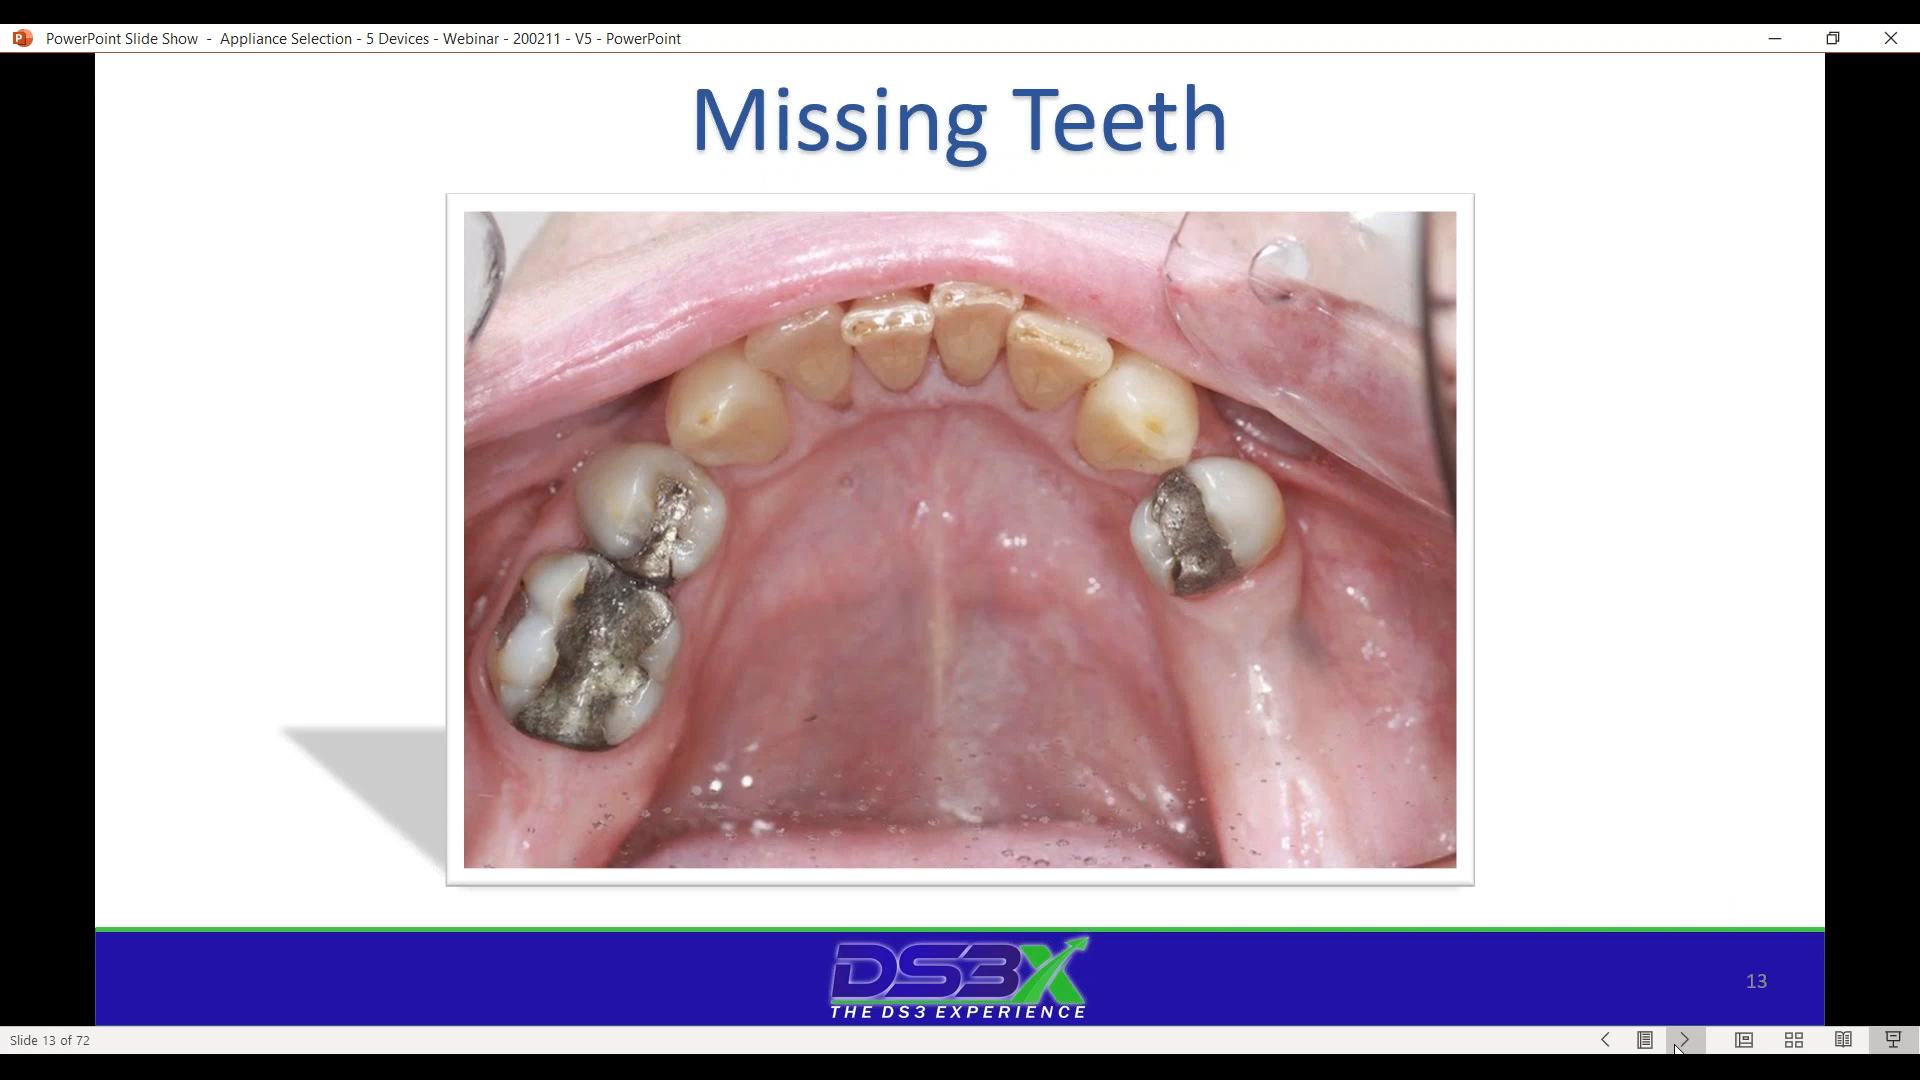 PowerPoint Slide Show - Appliance Selection - 5 Devices - Webinar - 200211 - V5 - PowerPoint
Missing Teeth
DS3X
THE DS3 EXPERIENCE
13
Slide 13 of 72